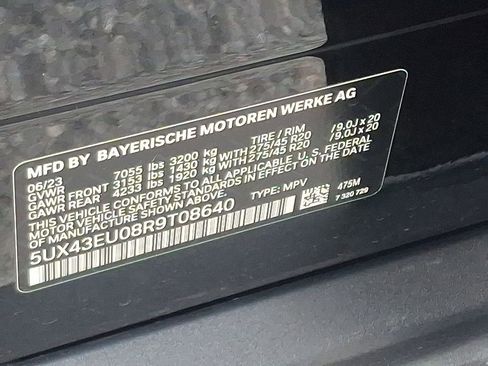 MFD BY BAYERISCHE MOTOREN WERKE AG
06/23 TIRE / RIM
GVWR 7055 lbs 3200 kg
GAWR FRONT 3153 lbs 1430 kg WITH 275/45 R20 /9.0J x 20
GAWR REAR 4233 lbs 1920 kg WITH 275/45 R20 /9.0J x 20
THIS VEHICLE CONFORMS TO ALL APPLICABLE U.S. FEDERAL
MOTOR VEHICLE SAFETY STANDARDS IN EFFECT ON THE DATE
OF MANUFACTURE SHOWN ABOVE.
5UX43EU08R9T08640 TYPE: MPV 475M
7 320 729